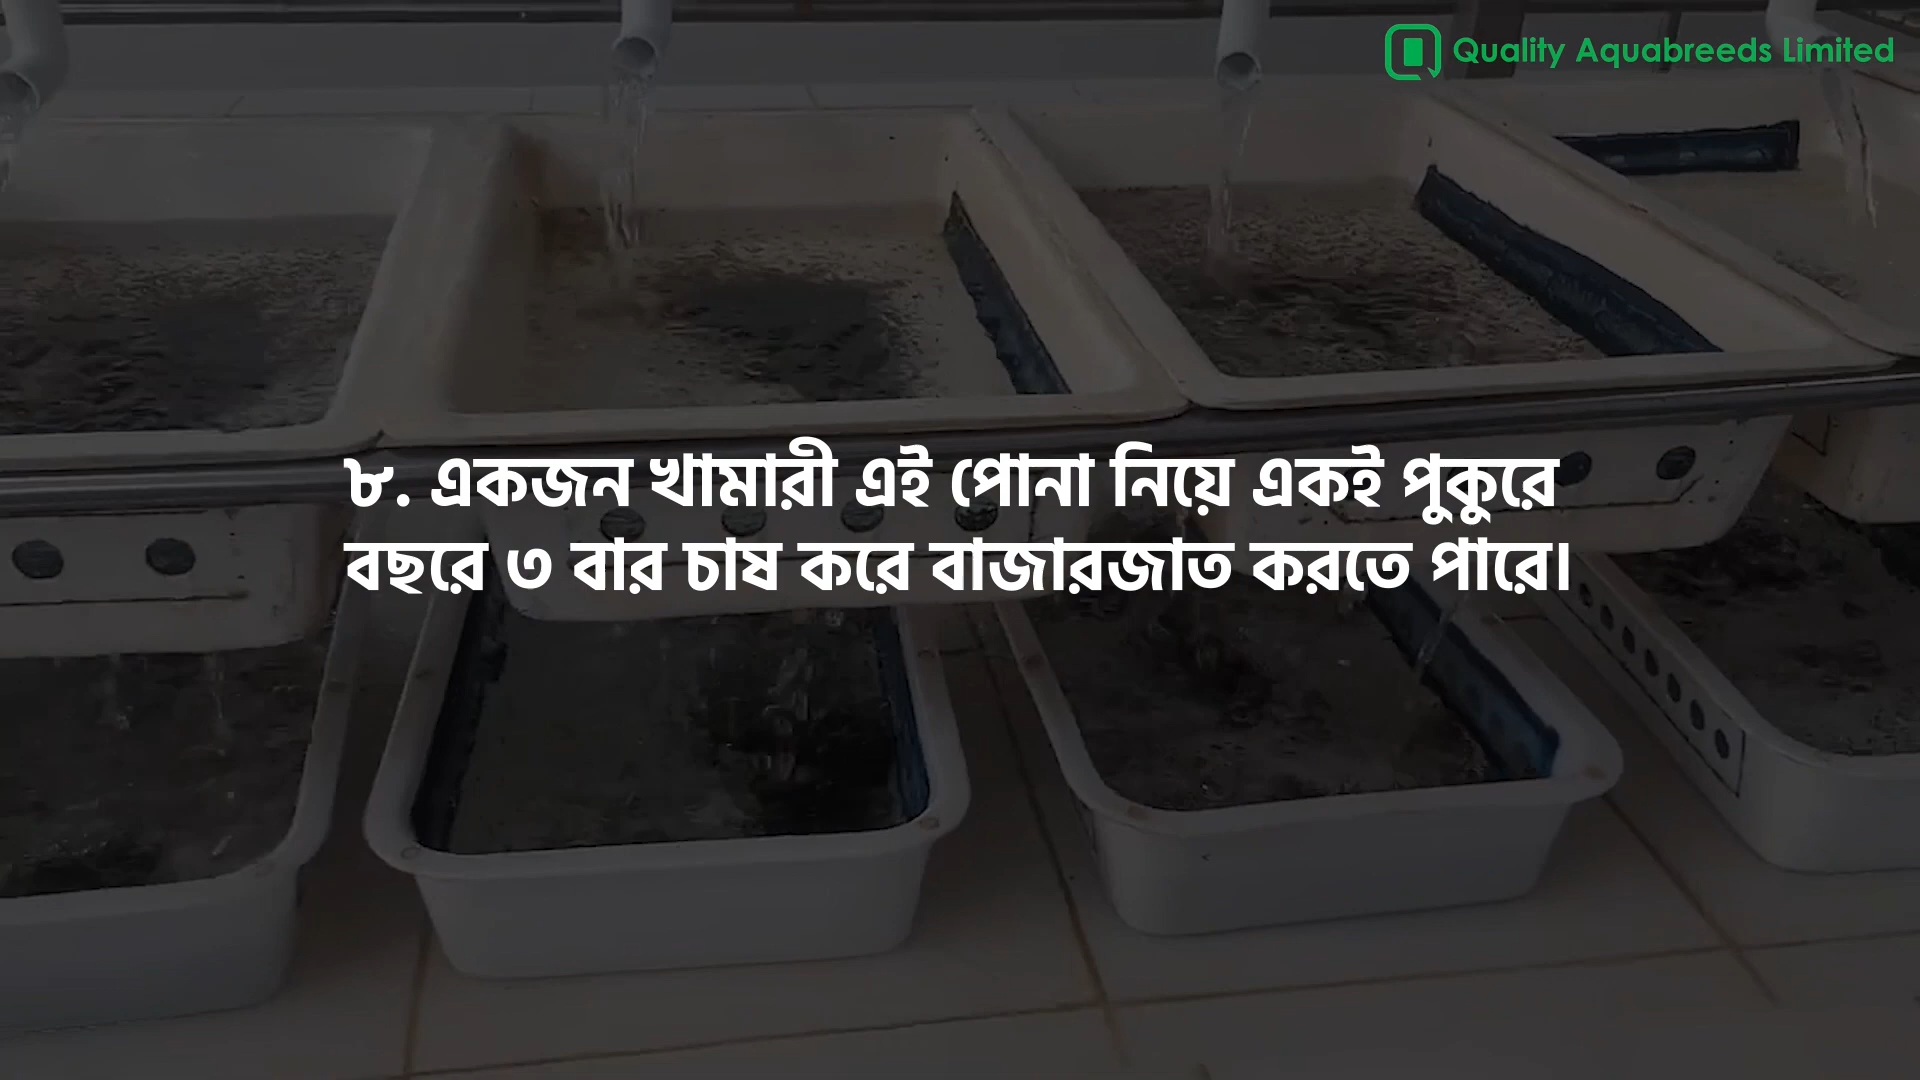 Quality Aquabreeds Limited
৮. একজন খামারী এই পোনা নিয়ে একই পুকুরে
বছরে ৩ বার চাষ করে বাজারজাত করতে পারে।